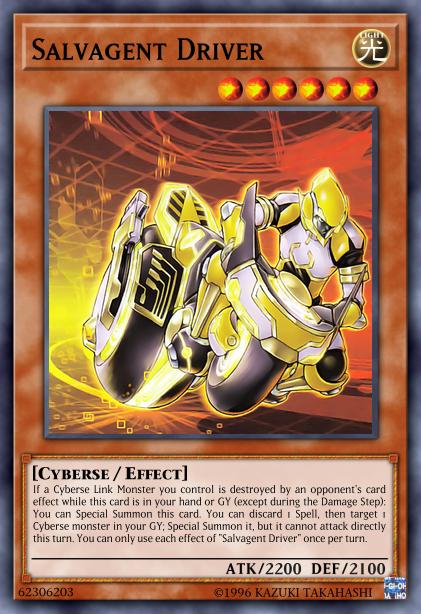 SALVAGENT DRIVER
LIGHT
光
[CYBERSE / EFFECT]
If a Cyberse Link Monster you control is destroyed by an opponent's card
effect while this card is in your hand or GY (except during the Damage Step):
You can Special Summon this card. You can discard 1 Spell, then target 1
Cyberse monster in your GY; Special Summon it, but it cannot attack directly
this turn. You can only use each effect of "Salvagent Driver" once per turn.
ATK/2200 DEF/2100
62306203
©1996 KAZUKI TAKAHASHI